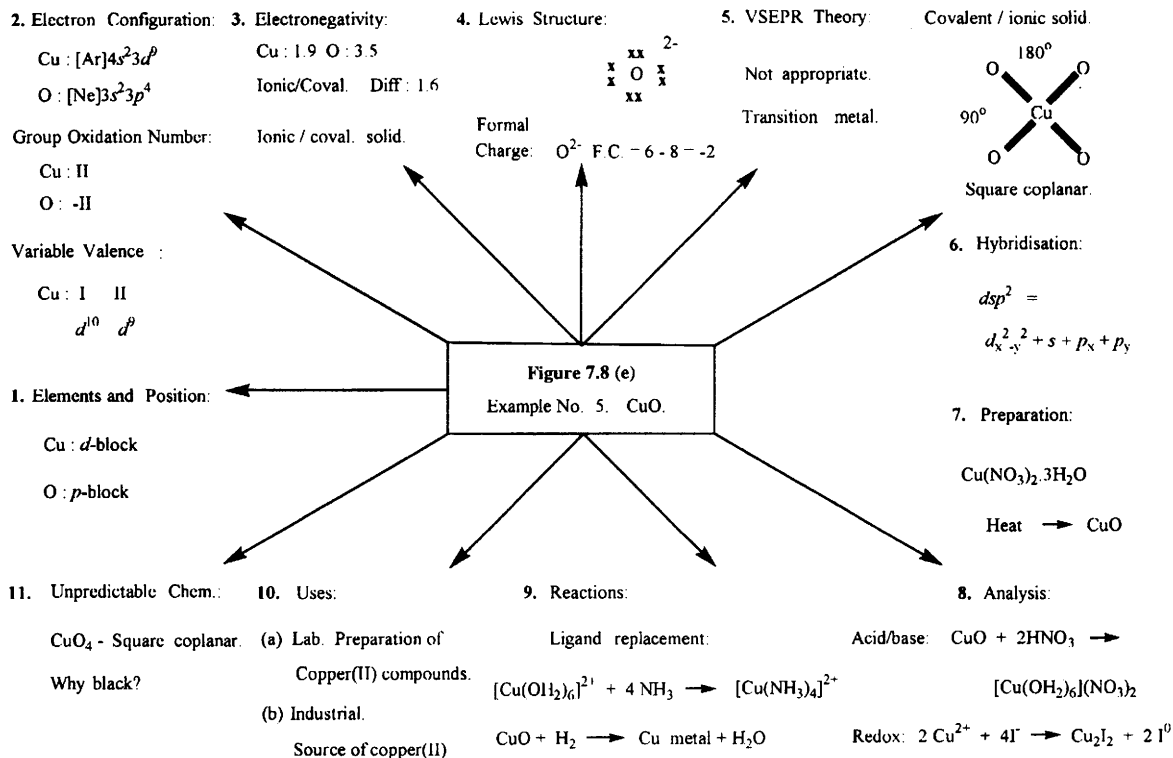 2. Electron Configuration:
Cu : [Ar]4s²3d⁹
O : [Ne]3s²3p⁴
Group Oxidation Number:
Cu : II
O : -II
Variable Valence :
Cu : I II
d¹⁰ d⁹
3. Electronegativity:
Cu : 1.9 O : 3.5
Ionic/Coval. Diff : 1.6
Ionic / coval. solid.
4. Lewis Structure:
xx 2-
x O x
x x
xx
Formal
Charge: O²⁻ F.C. = 6 - 8 = -2
5. VSEPR Theory:
Not appropriate.
Transition metal.
Covalent / ionic solid.
180°
O O
90° Cu
O O
Square coplanar.
6. Hybridisation:
dsp² =
dx²-y² + s + px + py
Figure 7.8 (e)
Example No. 5. CuO.
1. Elements and Position:
Cu : d-block
O : p-block
7. Preparation:
Cu(NO₃)₂.3H₂O
Heat → CuO
11. Unpredictable Chem.:
CuO₄ - Square coplanar.
Why black?
10. Uses:
(a) Lab. Preparation of
Copper(II) compounds.
(b) Industrial.
Source of copper(II)
9. Reactions:
Ligand replacement:
[Cu(OH₂)₆]²⁺ + 4 NH₃ → [Cu(NH₃)₄]²⁺
CuO + H₂ → Cu metal + H₂O
8. Analysis:
Acid/base: CuO + 2HNO₃ →
[Cu(OH₂)₆](NO₃)₂
Redox: 2 Cu²⁺ + 4I⁻ → Cu₂I₂ + 2 I⁰